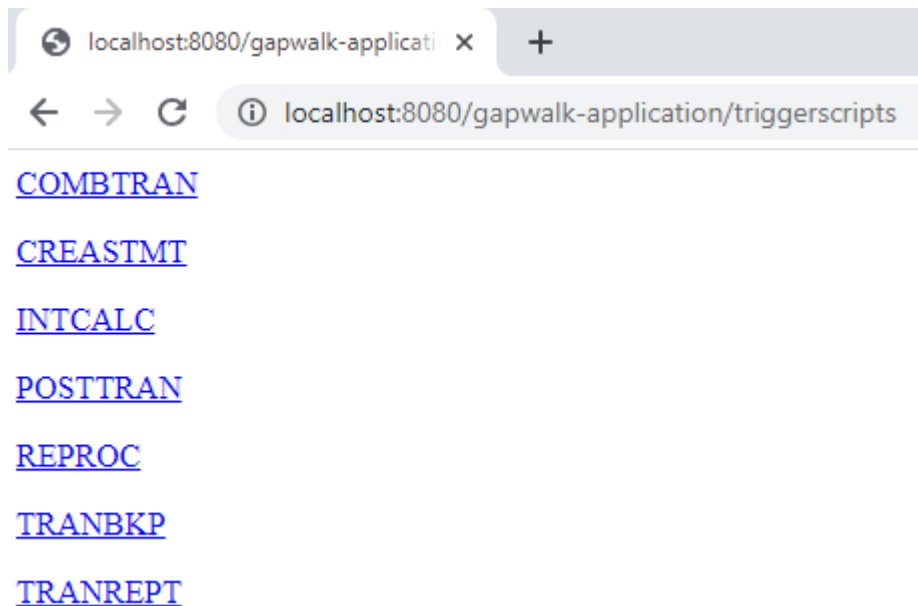 localhost:8080/gapwalk-applicati
localhost:8080/gapwalk-application/triggerscripts
COMBTRAN
CREASTMT
INTCALC
POSTTRAN
REPROC
TRANBKP
TRANREPT